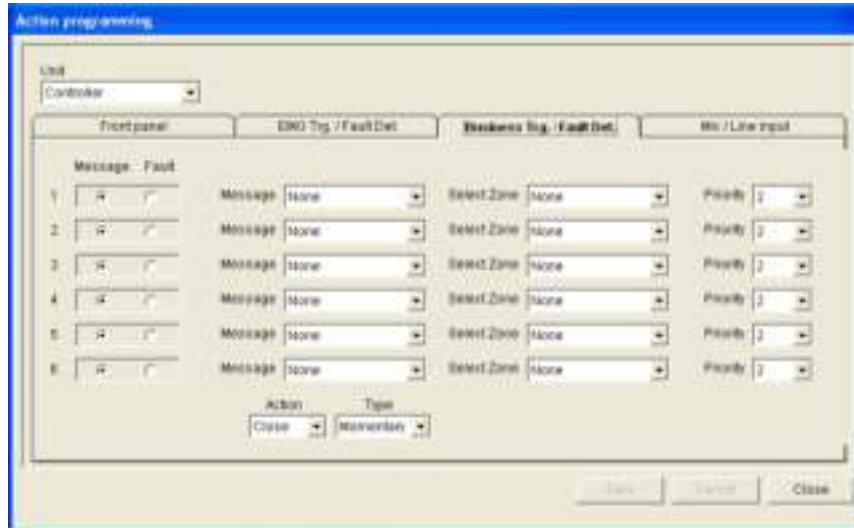 Action programming
Unit
Controller
Front panel EMG Trg. / Fault Det. Business Trg. / Fault Det. Mic / Line input
Message Fault
1 Message None Select Zone None Priority 2
2 Message None Select Zone None Priority 2
3 Message None Select Zone None Priority 2
4 Message None Select Zone None Priority 2
5 Message None Select Zone None Priority 2
6 Message None Select Zone None Priority 2
Action Type
Close Momentary
Save Cancel Close